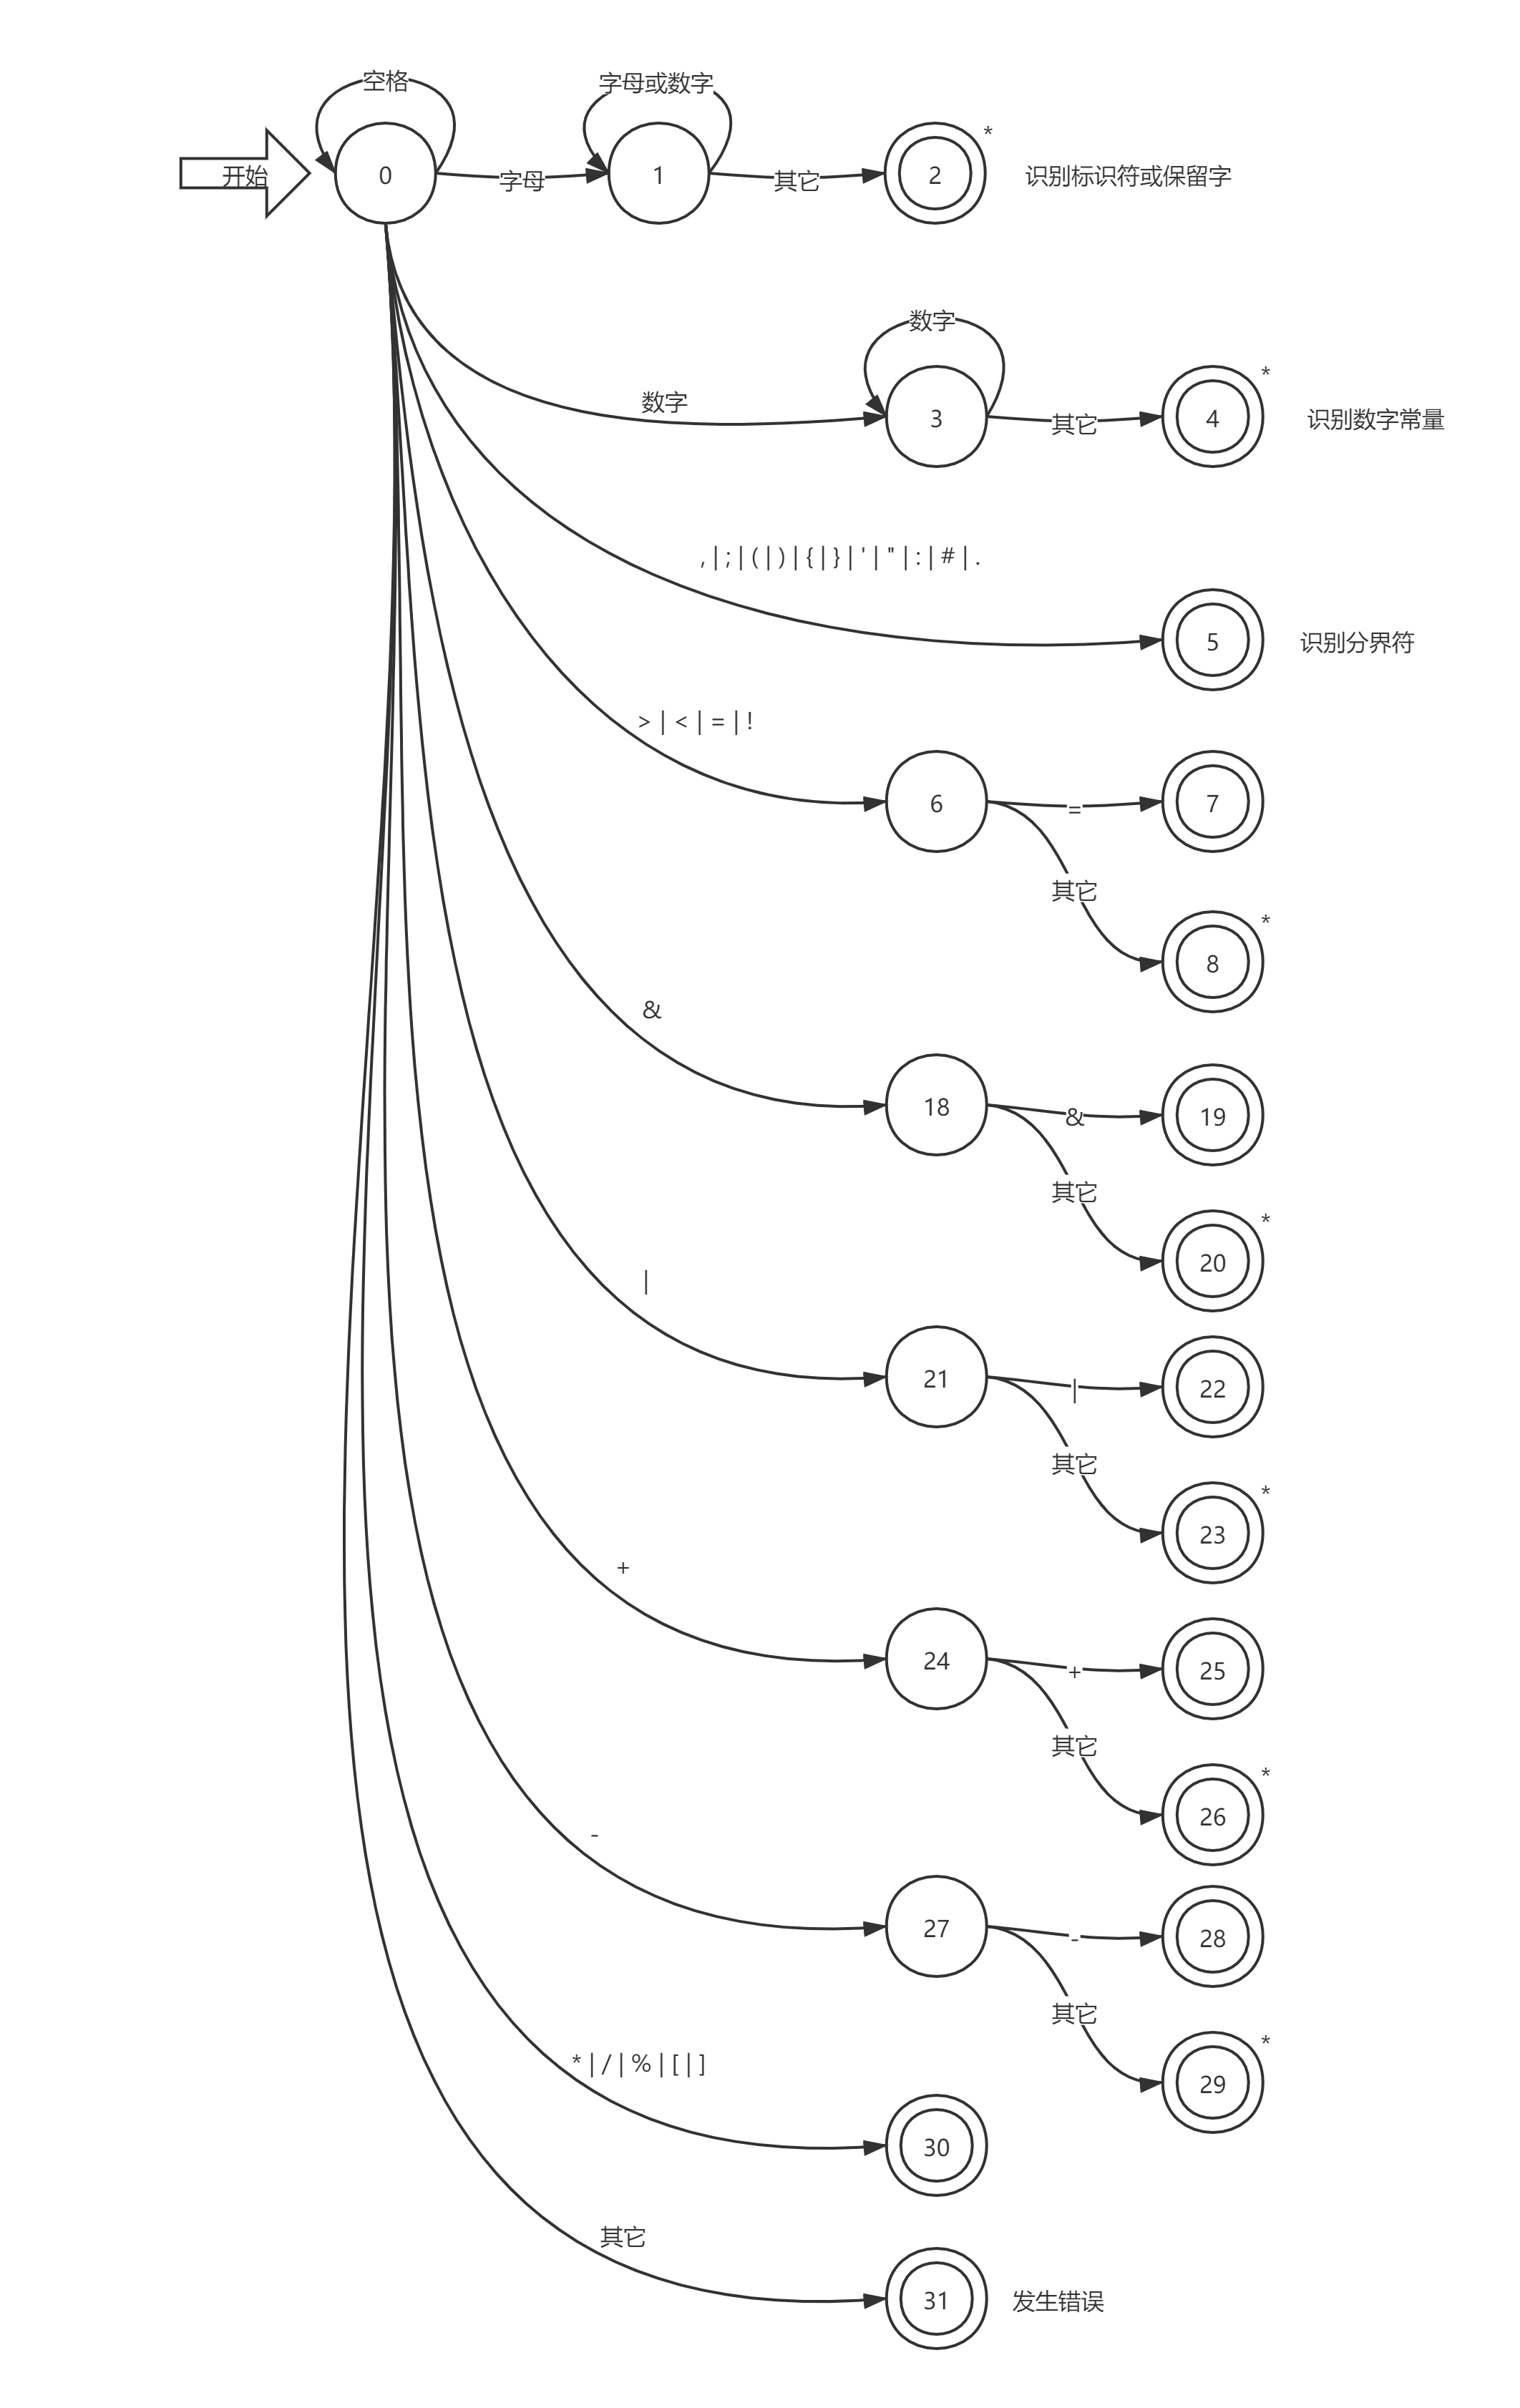 空格
字母或数字
*
开始
0
字母
1
其它
2
识别标识符或保留字
数字
*
数字
3
其它
4
识别数字常量
,|;|(|)|{|}|'|"|:|#|.
5
识别分界符
>|<|=|!
6
=
7
其它
*
8
&
18
&
19
其它
*
20
|
21
|
22
其它
*
23
+
24
+
25
其它
*
26
-
27
-
28
其它
*
29
*|/|%|[|]
30
其它
31
发生错误